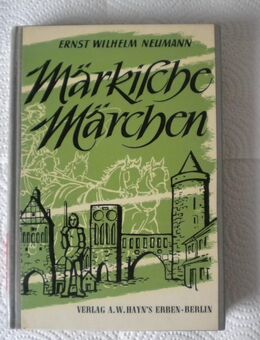 ERNST WILHELM NEUMANN
Märkische
Märchen
VERLAG A.W. HAYN'S ERBEN-BERLIN